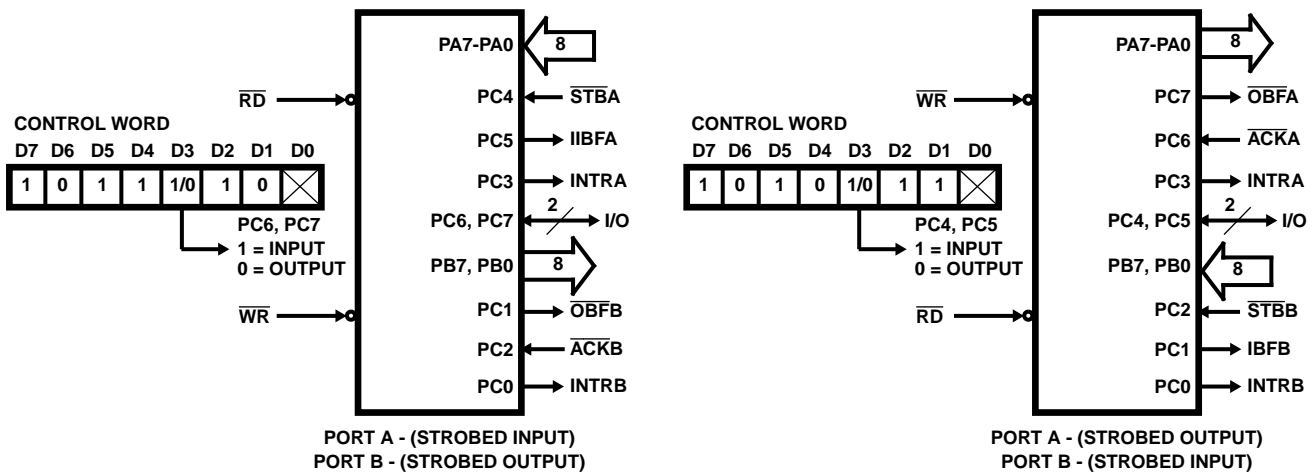 PA7-PA0 8
RD
PC4 STBA
CONTROL WORD
PC5 IIBFA
D7 D6 D5 D4 D3 D2 D1 D0
1 0 1 1 1/0 1 0
PC3 INTRA
PC6, PC7 2 I/O
PC6, PC7
1 = INPUT
0 = OUTPUT
PB7, PB0 8
WR
PC1 OBFB
PC2 ACKB
PC0 INTRB
PORT A - (STROBED INPUT)
PORT B - (STROBED OUTPUT)
PA7-PA0 8
WR
PC7 OBFA
CONTROL WORD
PC6 ACKA
D7 D6 D5 D4 D3 D2 D1 D0
1 0 1 0 1/0 1 1
PC3 INTRA
PC4, PC5 2 I/O
PC4, PC5
1 = INPUT
0 = OUTPUT
PB7, PB0 8
RD
PC2 STBB
PC1 IBFB
PC0 INTRB
PORT A - (STROBED OUTPUT)
PORT B - (STROBED INPUT)